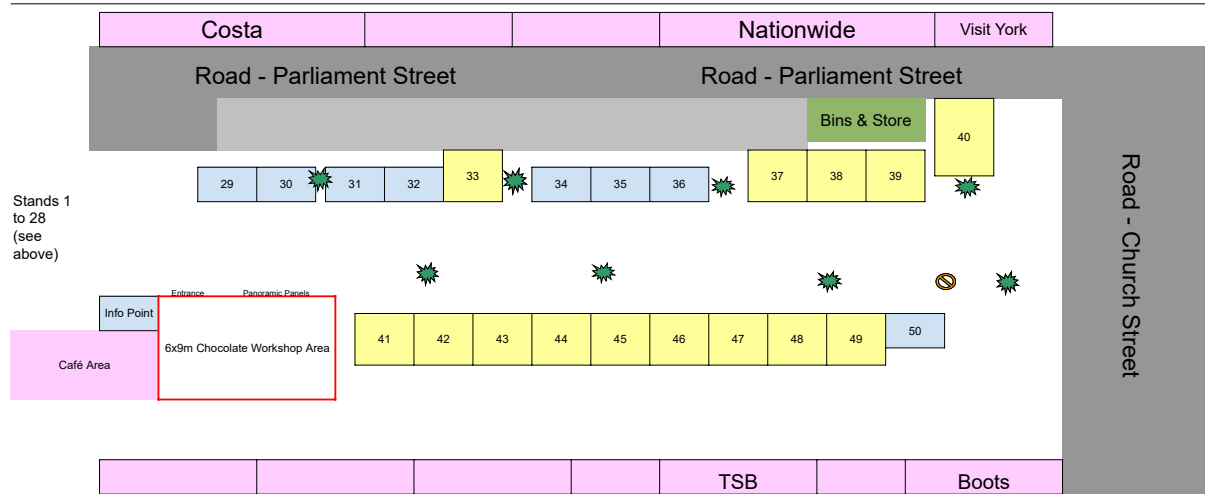 Costa
Nationwide
Visit York
Road - Parliament Street
Road - Parliament Street
Bins & Store
40
29
30
31
32
33
34
35
36
37
38
39
Road - Church Street
Stands 1
to 28
(see
above)
Entrance
Panoramic Panels
Info Point
6x9m Chocolate Workshop Area
Café Area
41
42
43
44
45
46
47
48
49
50
TSB
Boots